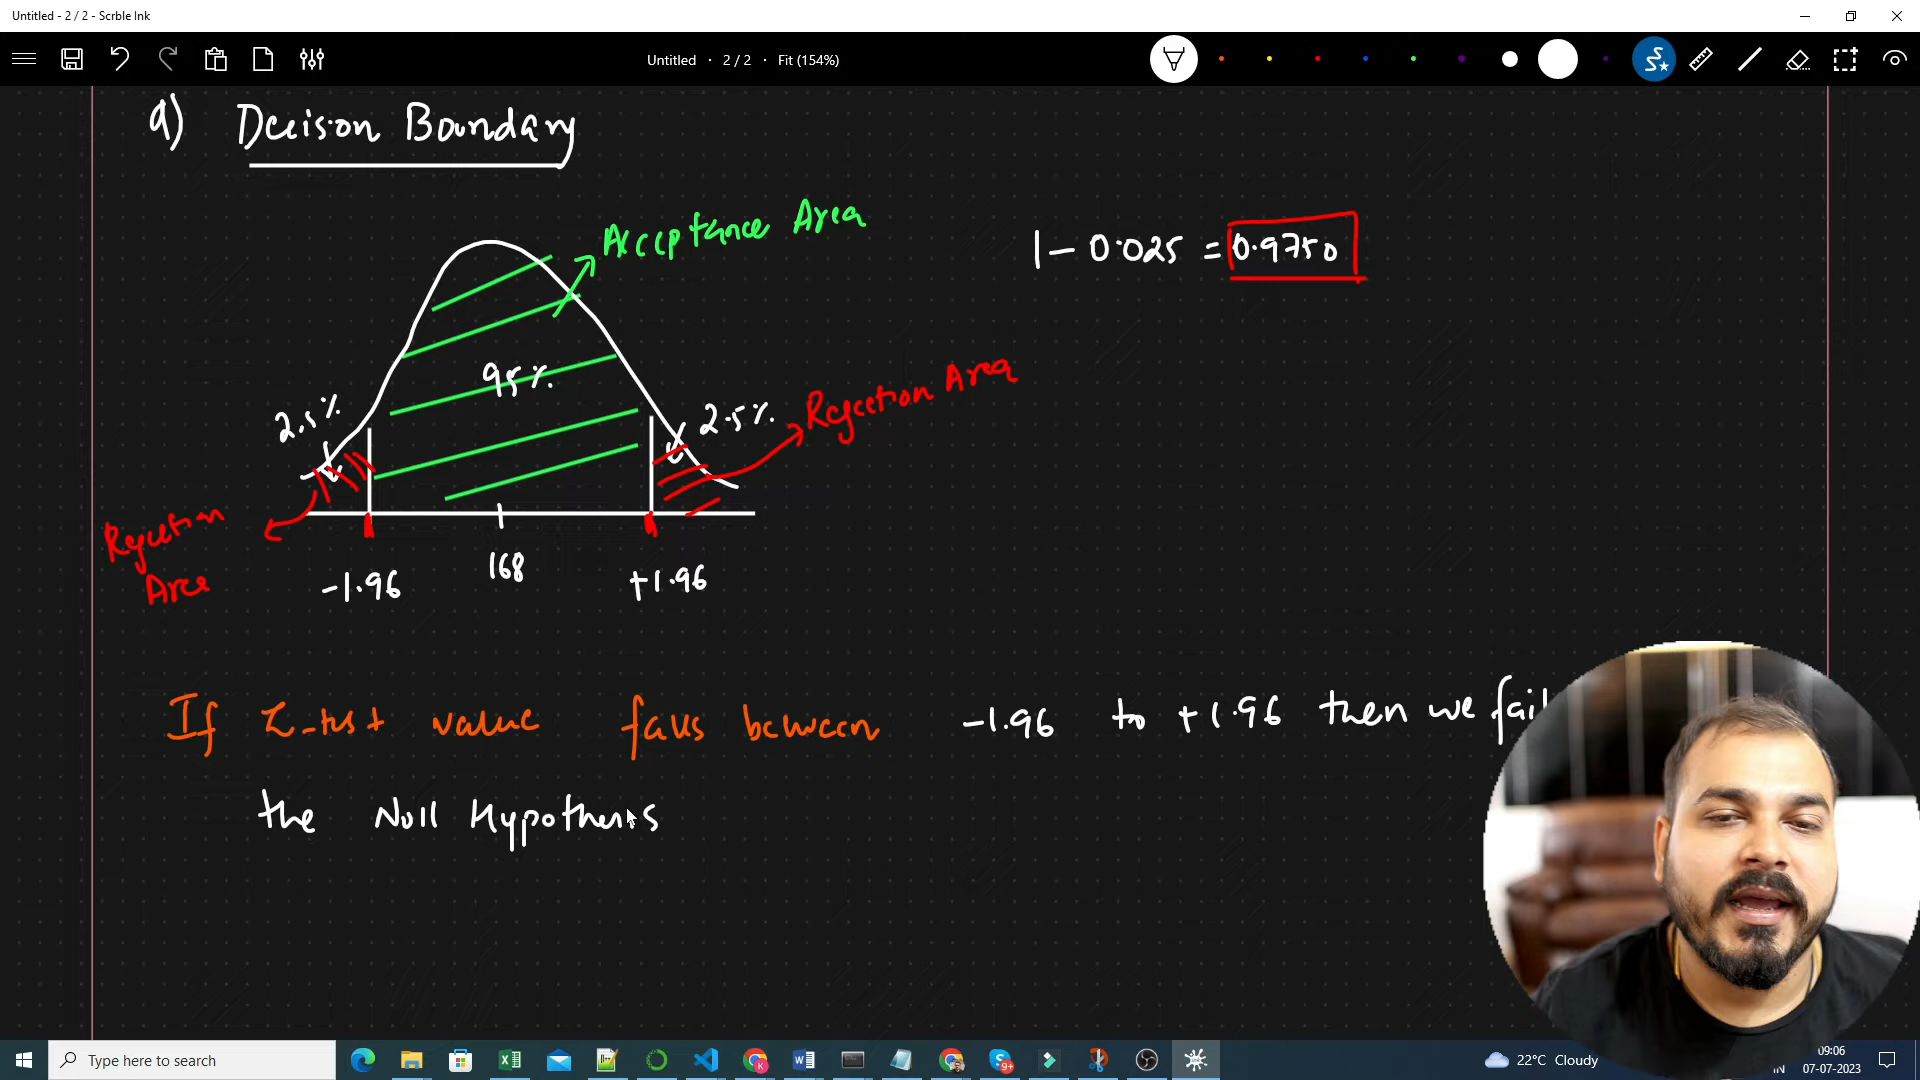 Untitled - 2 / 2 - Scrble Ink
Untitled · 2 / 2 · Fit (154%)
a) Decision Boundary
Acceptance Area
1 - 0.025 = 0.9750
95%
2.5%
2.5%
Rejection Area
Rejection
Area
-1.96
168
+1.96
If Z-test value falls between -1.96 to +1.96 then we fail
the Null Hypothesis
Type here to search
22°C Cloudy
09:06
IN
07-07-2023
9+